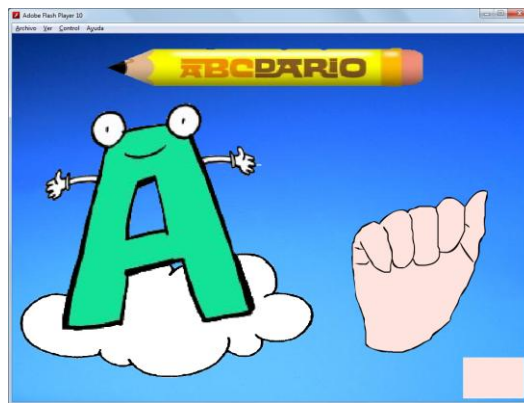 Adobe Flash Player 10
Archivo Ver Control Ayuda
ABCDARIO
A